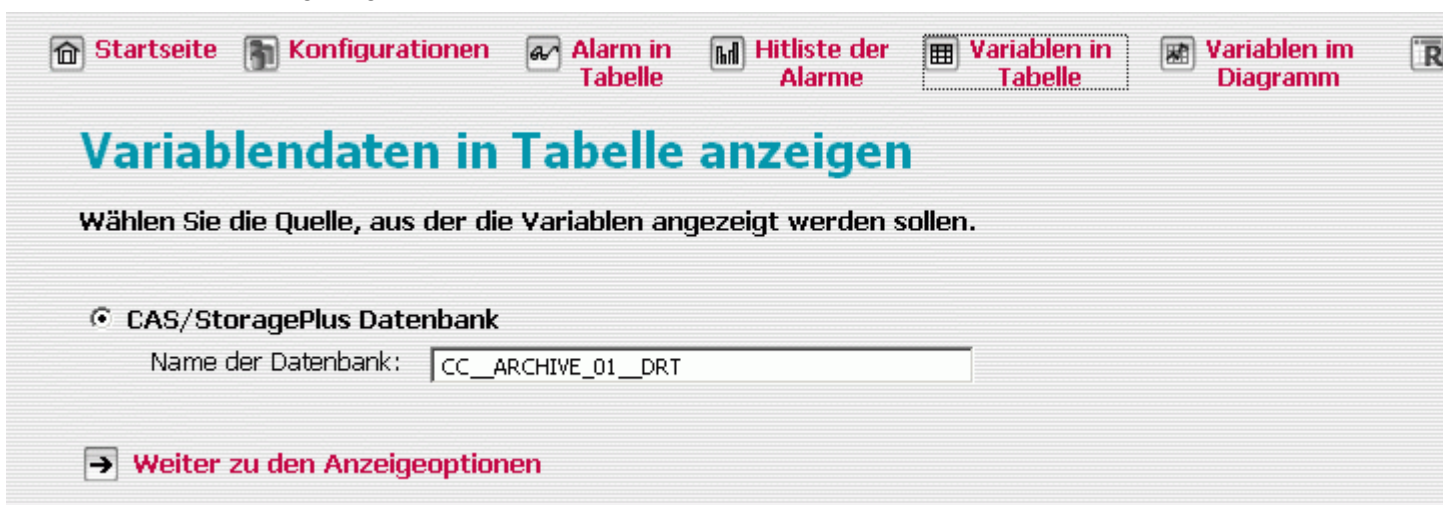 Startseite Konfigurationen Alarm in Tabelle Hitliste der Alarme Variablen in Tabelle Variablen im Diagramm R
Variablendaten in Tabelle anzeigen
Wählen Sie die Quelle, aus der die Variablen angezeigt werden sollen.
CAS/StoragePlus Datenbank
Name der Datenbank: CC__ARCHIVE_01__DRT
Weiter zu den Anzeigeoptionen